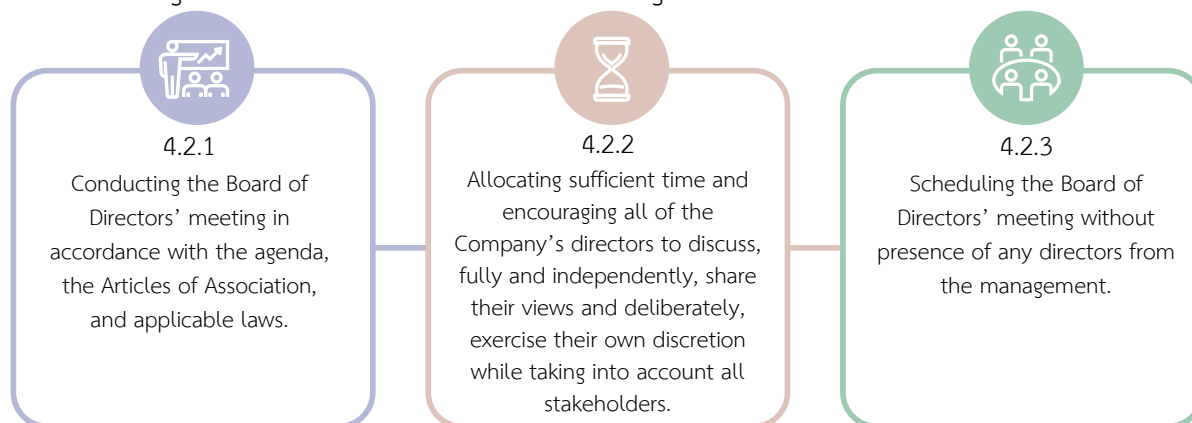 4.2.1
Conducting the Board of
Directors’ meeting in
accordance with the agenda,
the Articles of Association,
and applicable laws.
4.2.2
Allocating sufficient time and
encouraging all of the
Company’s directors to discuss,
fully and independently, share
their views and deliberately,
exercise their own discretion
while taking into account all
stakeholders.
4.2.3
Scheduling the Board of
Directors’ meeting without
presence of any directors from
the management.